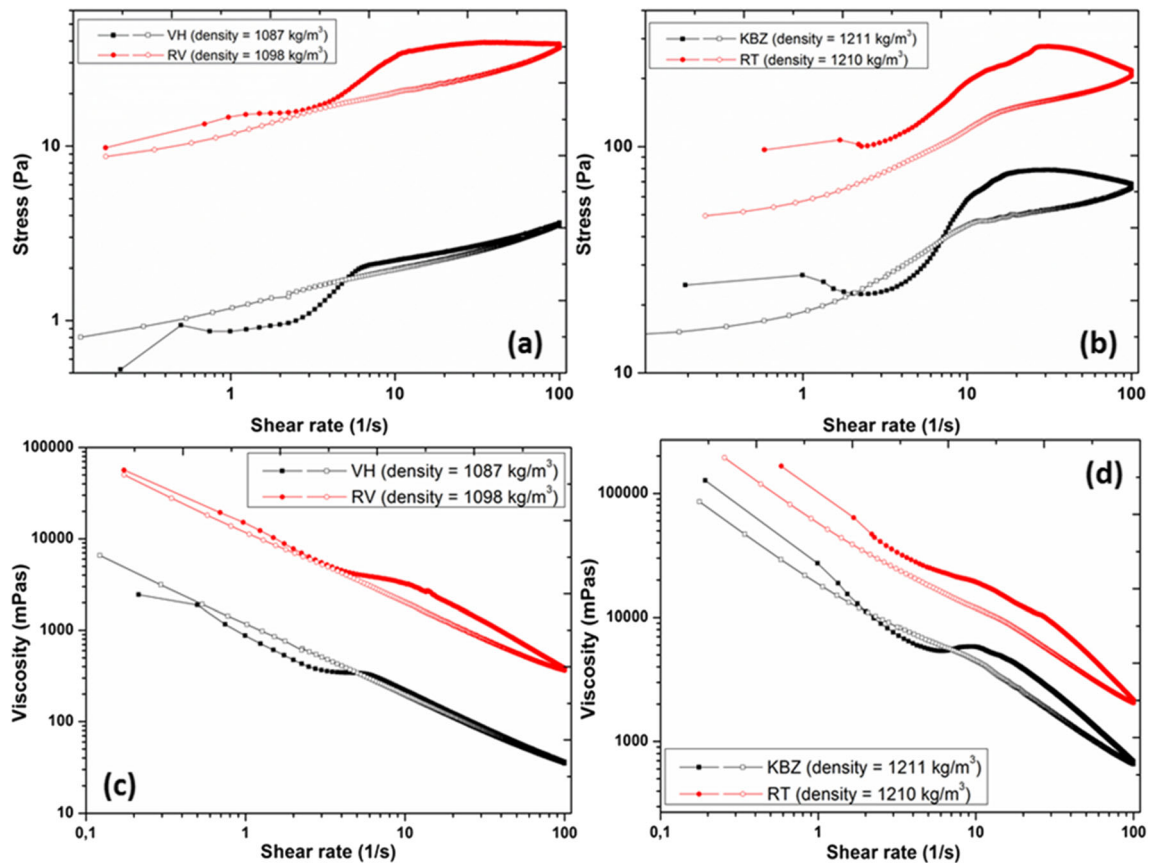 VH (density = 1087 kg/m³)
RV (density = 1098 kg/m³)
10
1
Stress (Pa)
(a)
1
10
100
Shear rate (1/s)
KBZ (density = 1211 kg/m³)
RT (density = 1210 kg/m³)
100
10
Stress (Pa)
(b)
1
10
100
Shear rate (1/s)
VH (density = 1087 kg/m³)
RV (density = 1098 kg/m³)
100000
10000
1000
100
10
Viscosity (mPas)
(c)
0,1
1
10
100
Shear rate (1/s)
(d)
100000
10000
1000
Viscosity (mPas)
KBZ (density = 1211 kg/m³)
RT (density = 1210 kg/m³)
0,1
1
10
100
Shear rate (1/s)